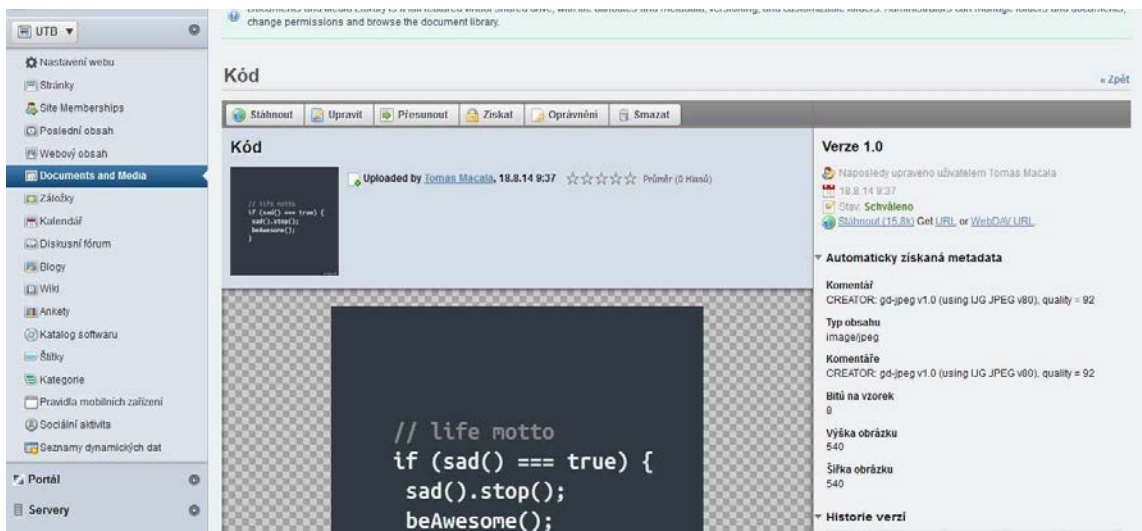 change permissions and browse the document library.
UTB
Nastavení webu
Stránky
Site Memberships
Poslední obsah
Webový obsah
Documents and Media
Záložky
Kalendář
Diskusní fórum
Blogy
Wiki
Ankety
Katalog softwaru
Štítky
Kategorie
Pravidla mobilních zařízení
Sociální aktivita
Seznamy dynamických dat
Portál
Servery
Kód
« Zpět
Stáhnout Upravit Přesunout Získat Oprávnění Smazat
Kód
Uploaded by Tomas Macala, 18.8.14 9:37 Průměr (0 Hlasů)
// life motto
if (sad() === true) {
sad().stop();
beAwesome();
}
// life motto
if (sad() === true) {
sad().stop();
beAwesome();
Verze 1.0
Naposledy upraveno uživatelem Tomas Macala
18.8.14 9:37
Stav: Schváleno
Stáhnout (15,8k) Get URL or WebDAV URL.
Automaticky získaná metadata
Komentář
CREATOR: gd-jpeg v1.0 (using IJG JPEG v80), quality = 92
Typ obsahu
image/jpeg
Komentáře
CREATOR: gd-jpeg v1.0 (using IJG JPEG v80), quality = 92
Bitů na vzorek
8
Výška obrázku
540
Šířka obrázku
540
Historie verzí